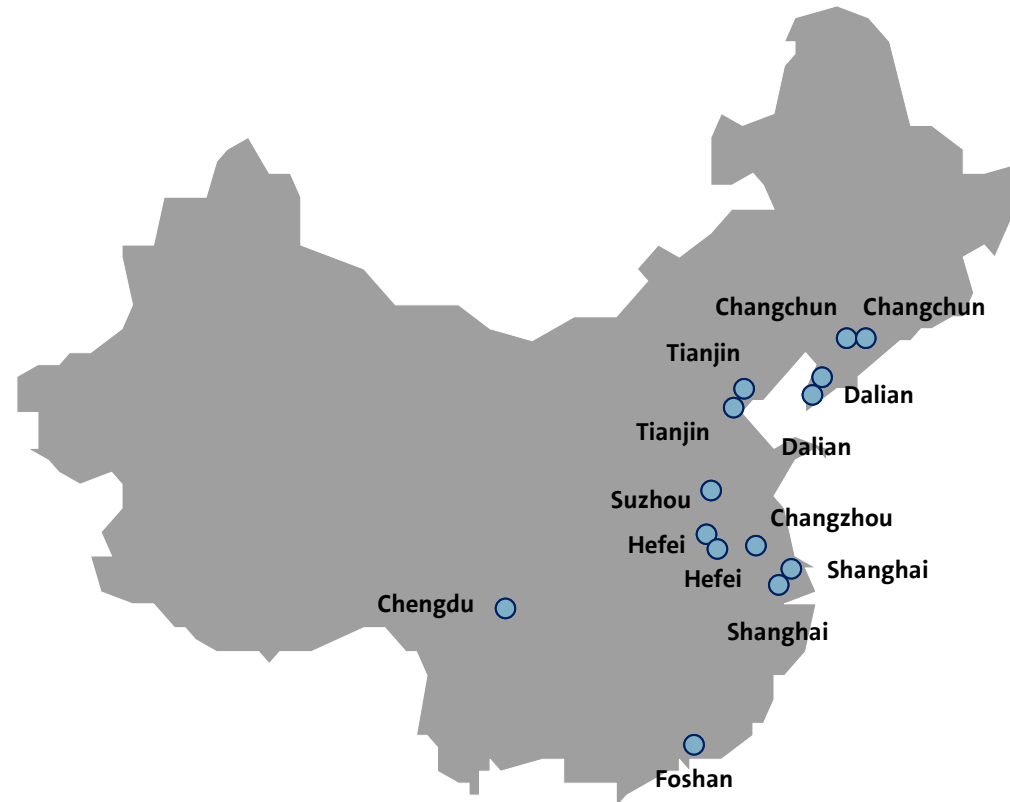 Changchun
Changchun
Tianjin
Dalian
Tianjin
Dalian
Suzhou
Changzhou
Hefei
Shanghai
Hefei
Chengdu
Shanghai
Foshan